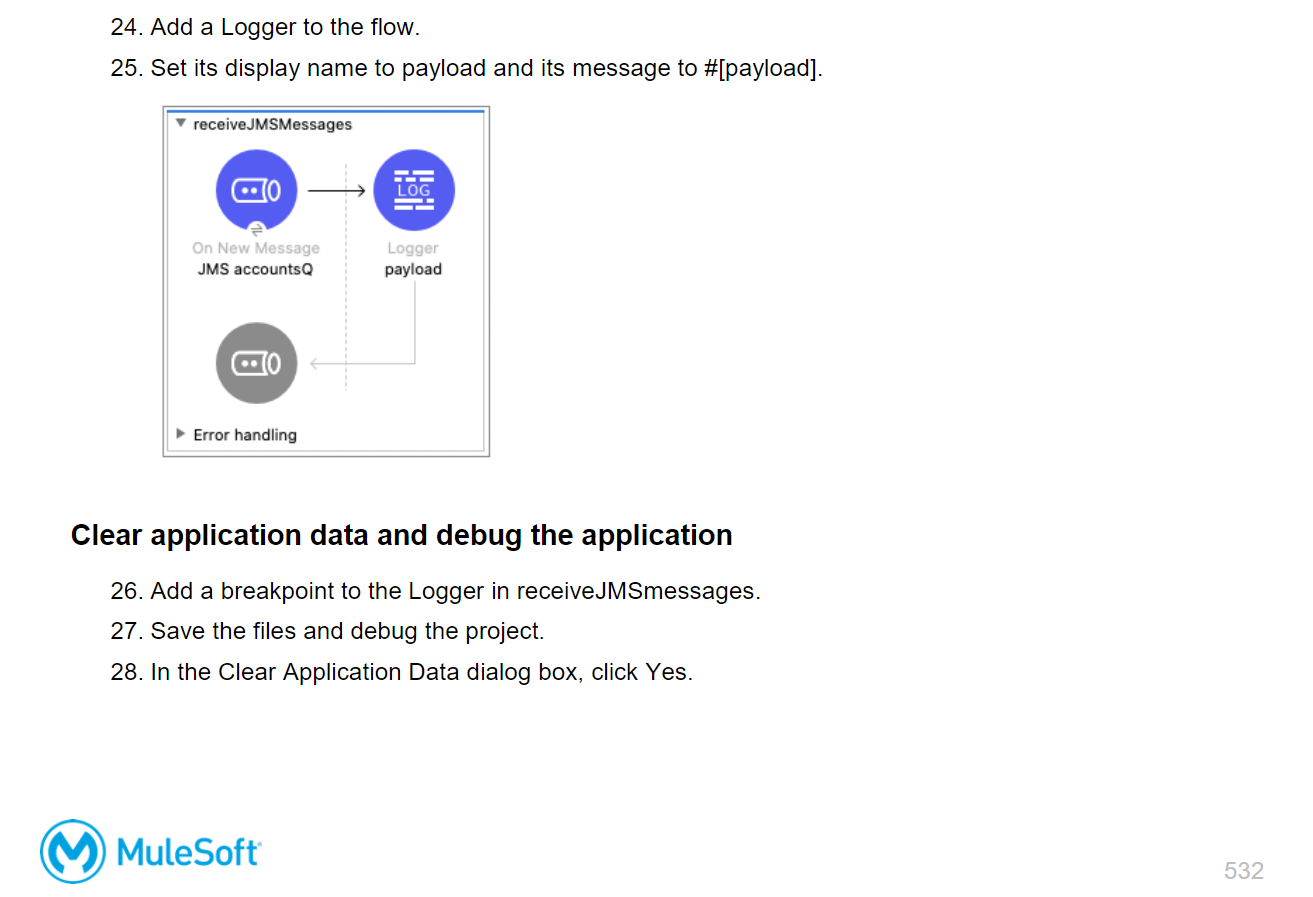 24. Add a Logger to the flow.
25. Set its display name to payload and its message to #[payload].
receiveJMSMessages
LOG
On New Message
Logger
JMS accountsQ
payload
Error handling
Clear application data and debug the application
26. Add a breakpoint to the Logger in receiveJMSmessages.
27. Save the files and debug the project.
28. In the Clear Application Data dialog box, click Yes.
MuleSoft
532